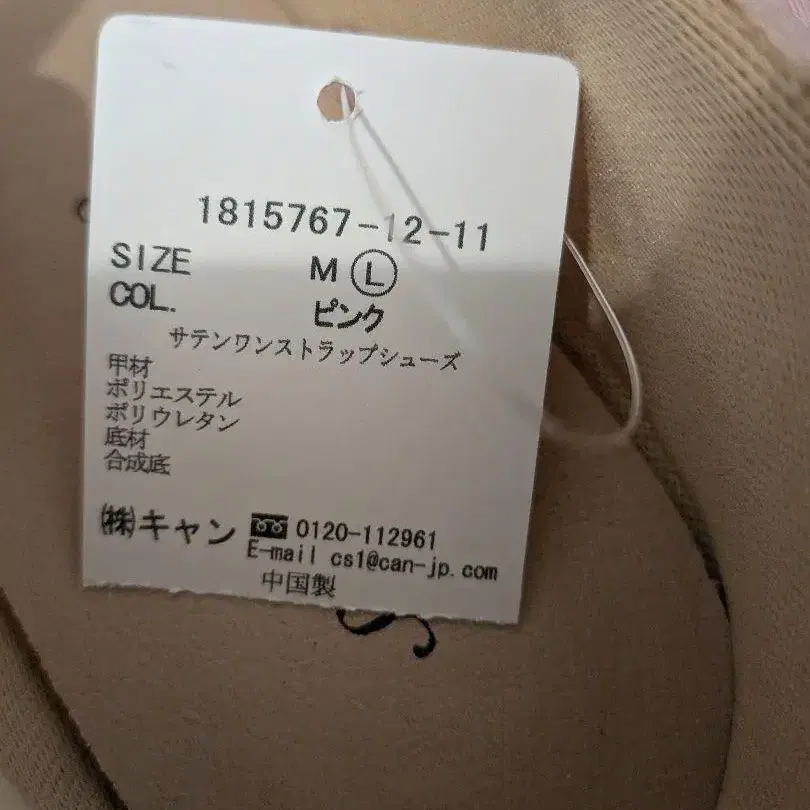 1815767-12-11
SIZE M L
COL. ピンク
サテンワンストラップシューズ
甲材
ポリエステル
ポリウレタン
底材
合成底
㈱キャン 0120-112961
E-mail cs1@can-jp.com
中国製